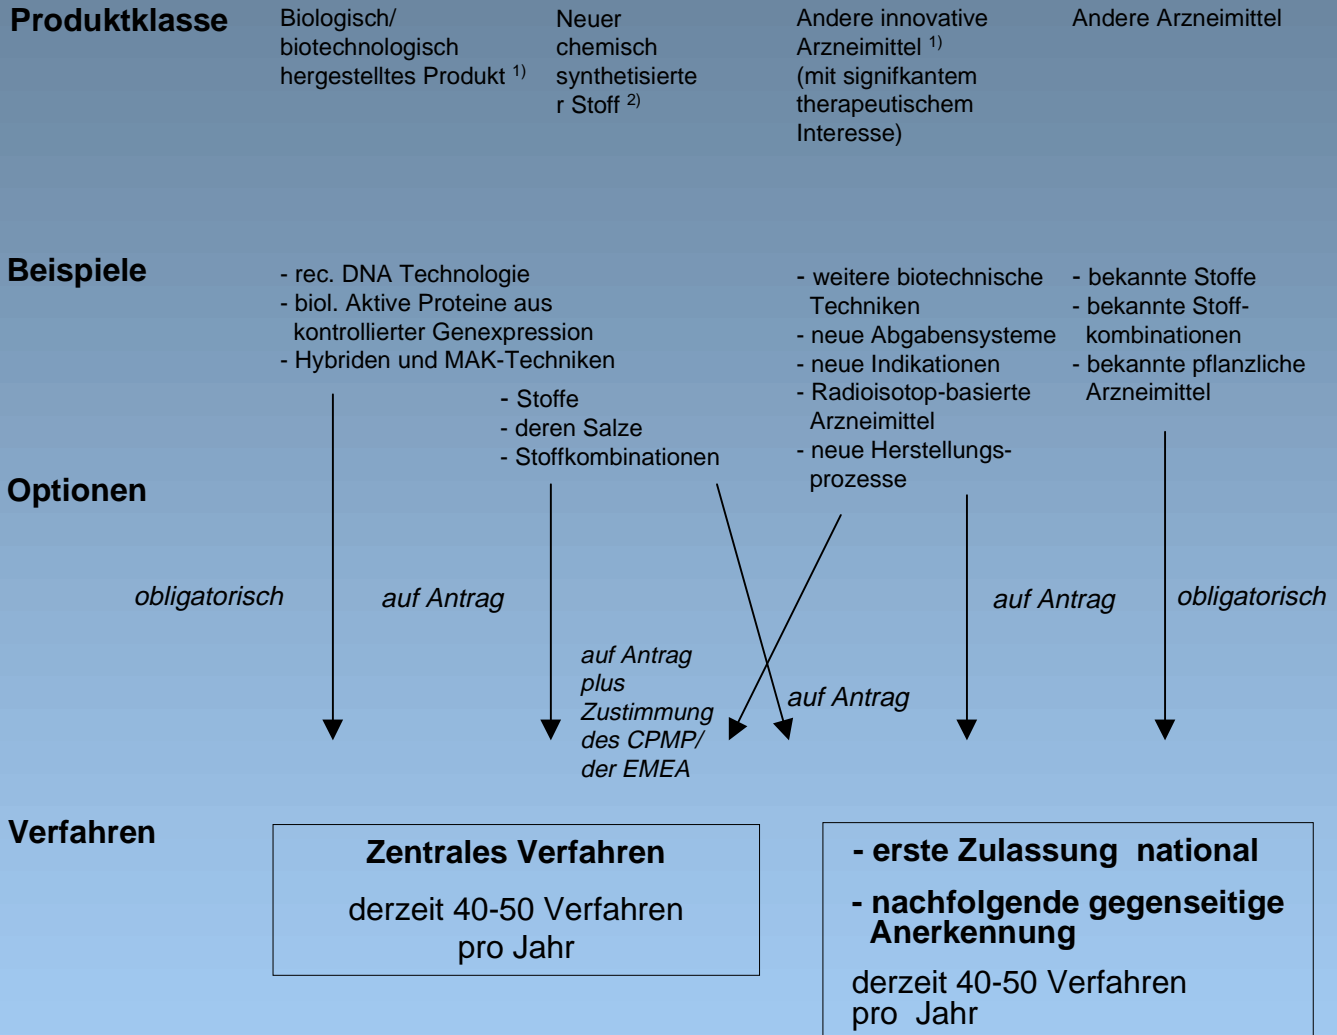 Produktklasse
Biologisch/
biotechnologisch
hergestelltes Produkt 1)
Neuer
chemisch
synthetisierte
r Stoff 2)
Andere innovative
Arzneimittel 1)
(mit signifkantem
therapeutischem
Interesse)
Andere Arzneimittel
Beispiele
- rec. DNA Technologie
- biol. Aktive Proteine aus
kontrollierter Genexpression
- Hybriden und MAK-Techniken
- Stoffe
- deren Salze
- Stoffkombinationen
- weitere biotechnische
Techniken
- neue Abgabensysteme
- neue Indikationen
- Radioisotop-basierte
Arzneimittel
- neue Herstellungs-
prozesse
- bekannte Stoffe
- bekannte Stoff-
kombinationen
- bekannte pflanzliche
Arzneimittel
Optionen
obligatorisch
auf Antrag
auf Antrag
plus
Zustimmung
des CPMP/
der EMEA
auf Antrag
auf Antrag
obligatorisch
Verfahren
Zentrales Verfahren
derzeit 40-50 Verfahren
pro Jahr
- erste Zulassung national
- nachfolgende gegenseitige
Anerkennung
derzeit 40-50 Verfahren
pro Jahr